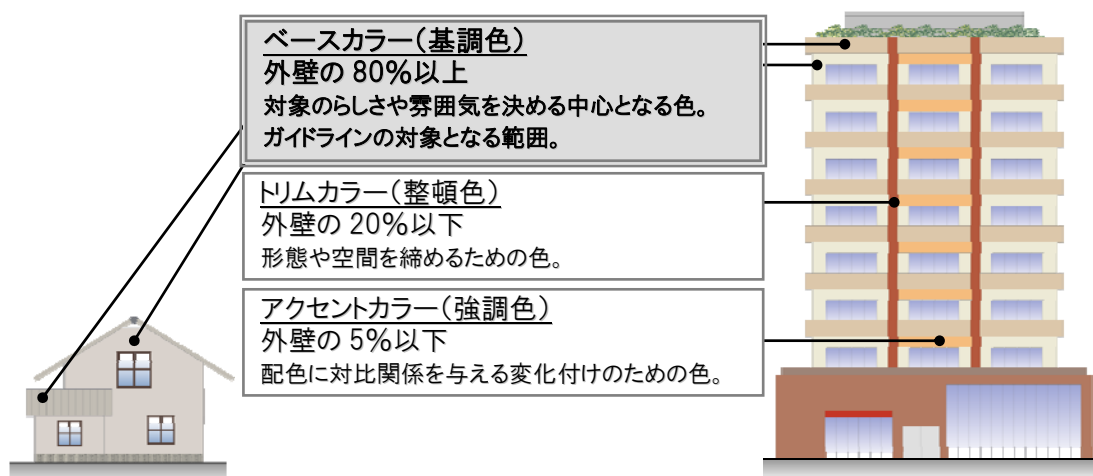 ベースカラー(基調色)
外壁の 80%以上
対象のらしさや雰囲気を決める中心となる色。
ガイドラインの対象となる範囲。
トリムカラー(整頓色)
外壁の 20%以下
形態や空間を締めるための色。
アクセントカラー(強調色)
外壁の 5%以下
配色に対比関係を与える変化付けのための色。